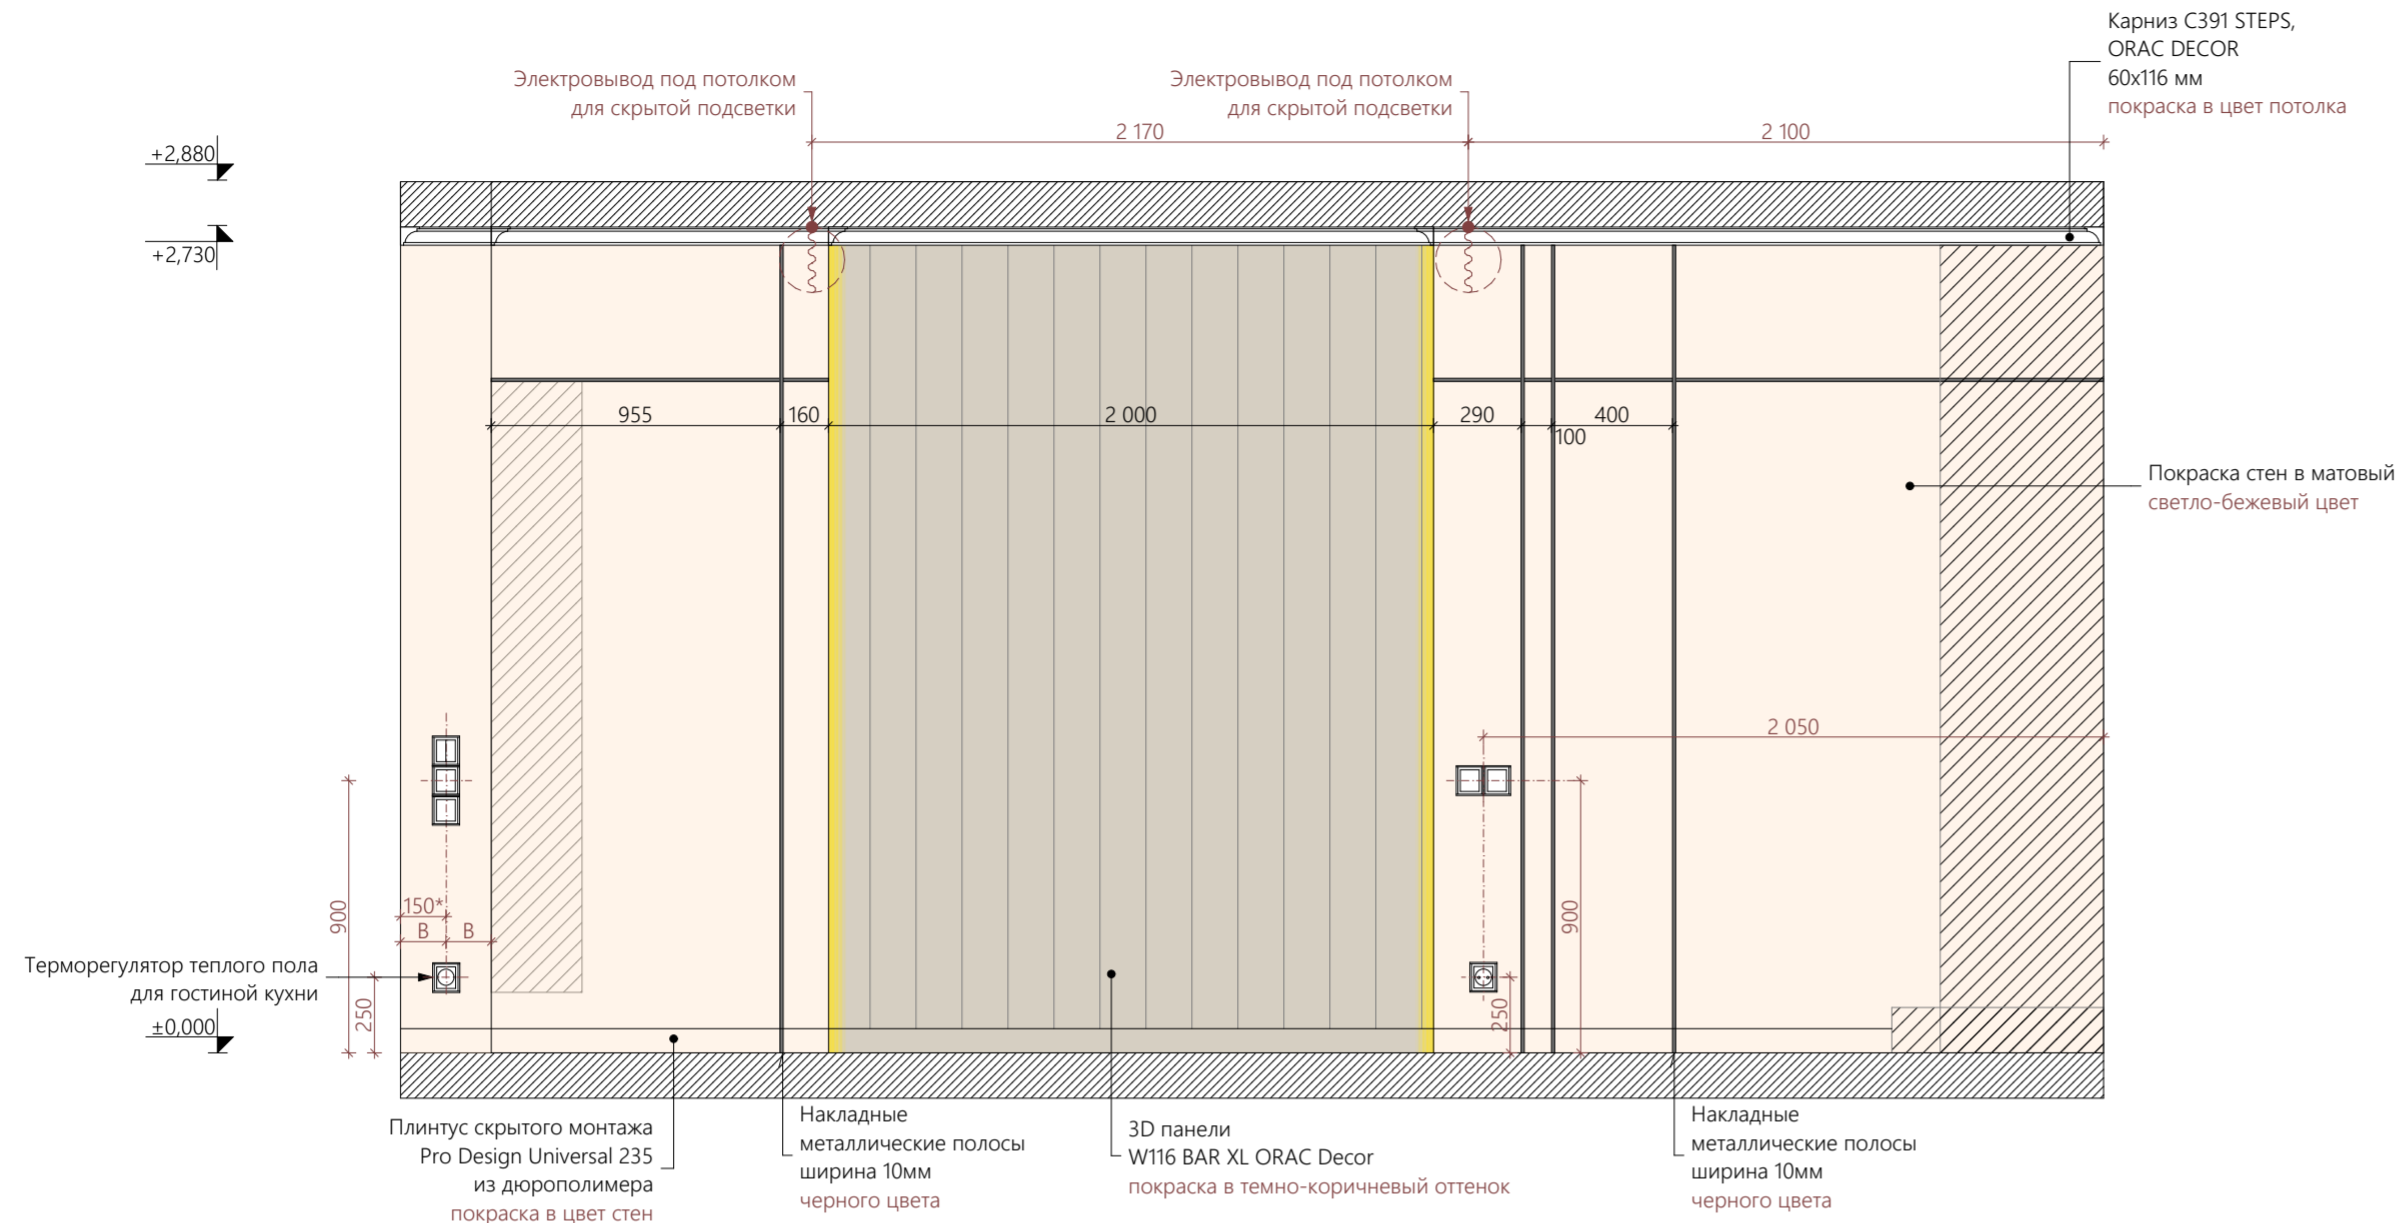 Карниз C391 STEPS,
ORAC DECOR
60x116 мм
покраска в цвет потолка
Электровывод под потолком
для скрытой подсветки
Электровывод под потолком
для скрытой подсветки
2 170
2 100
+2,880
+2,730
955
160
2 000
290
100
400
Покраска стен в матовый
светло-бежевый цвет
2 050
900
150*
B
B
900
Терморегулятор теплого пола
для гостиной кухни
250
250
±0,000
Плинтус скрытого монтажа
Pro Design Universal 235
из дюрополимера
покраска в цвет стен
Накладные
металлические полосы
ширина 10мм
черного цвета
3D панели
W116 BAR XL ORAC Decor
покраска в темно-коричневый оттенок
Накладные
металлические полосы
ширина 10мм
черного цвета